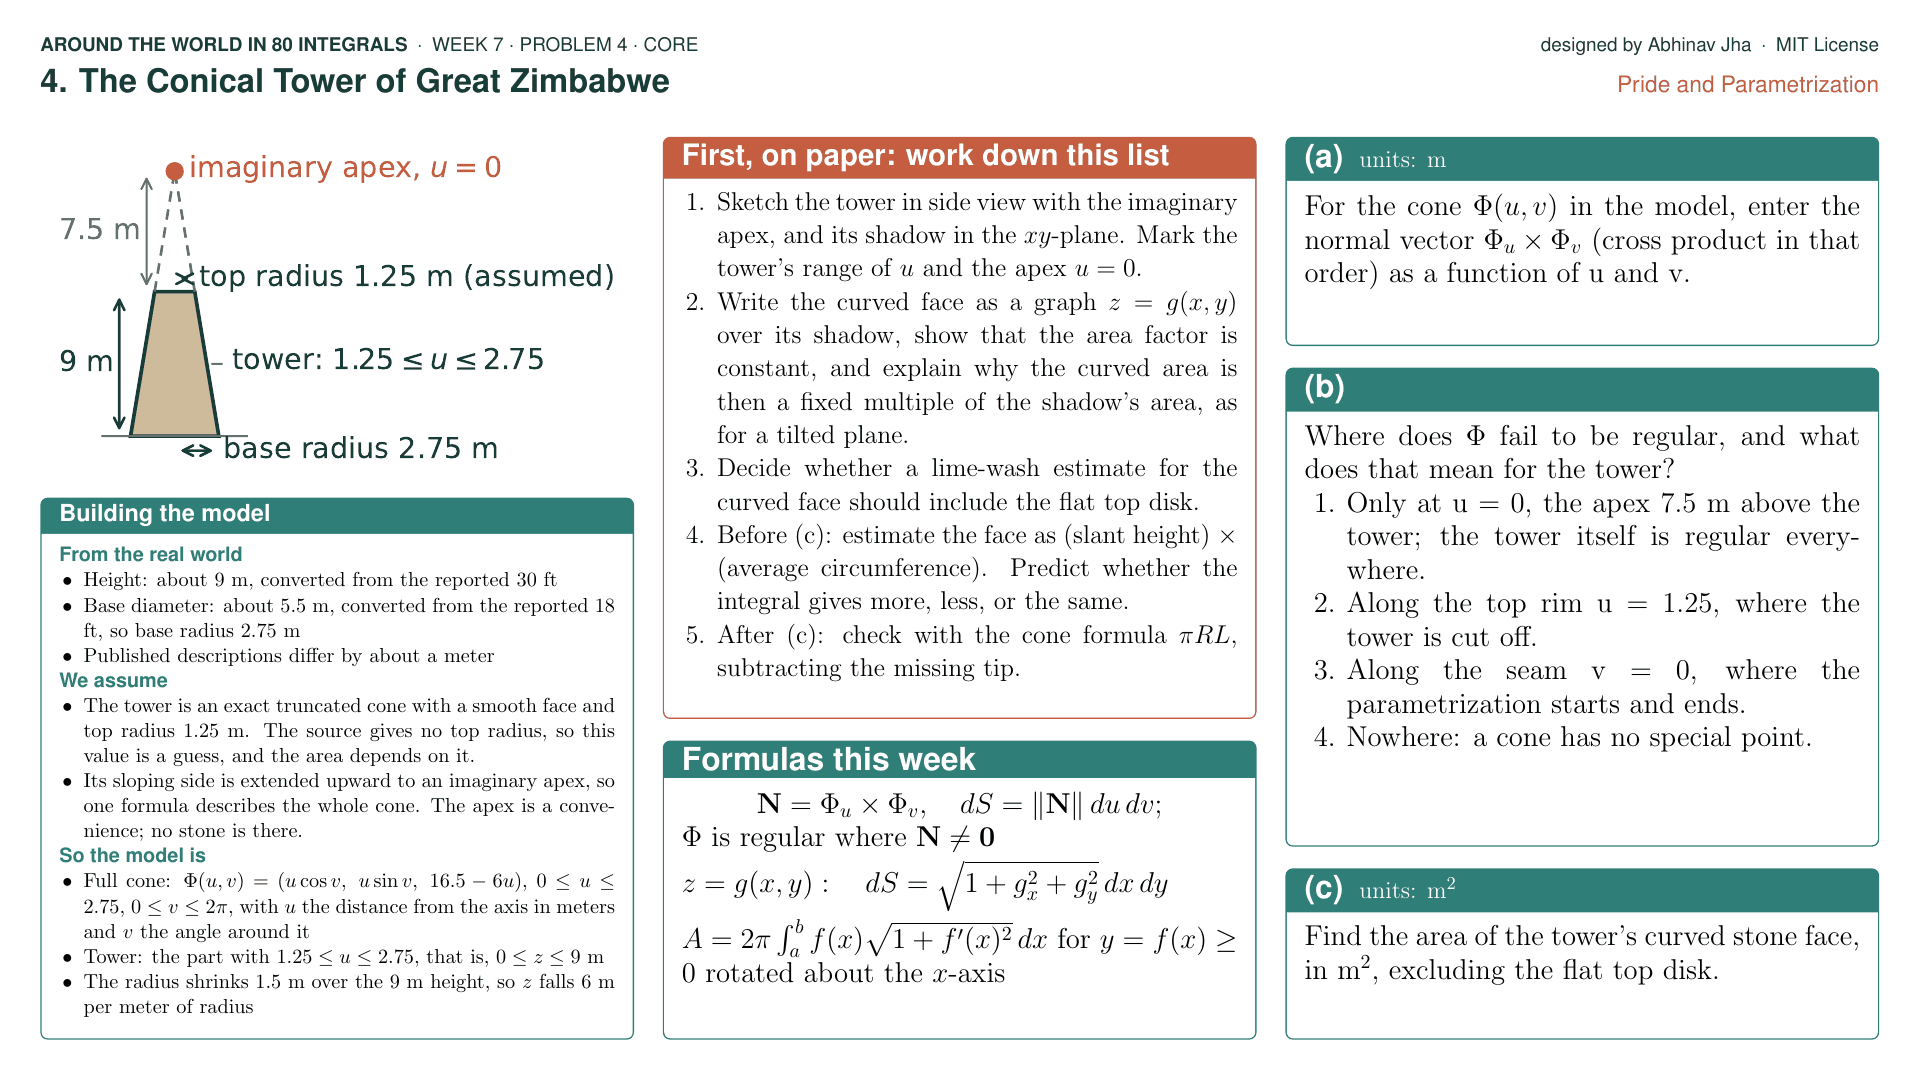 AROUND THE WORLD IN 80 INTEGRALS · WEEK 7 · PROBLEM 4 · CORE
designed by Abhinav Jha · MIT License
4. The Conical Tower of Great Zimbabwe
Pride and Parametrization
imaginary apex, u = 0
7.5 m
top radius 1.25 m (assumed)
9 m
tower: 1.25 ≤ u ≤ 2.75
base radius 2.75 m
Building the model
From the real world
• Height: about 9 m, converted from the reported 30 ft
• Base diameter: about 5.5 m, converted from the reported 18
ft, so base radius 2.75 m
• Published descriptions differ by about a meter
We assume
• The tower is an exact truncated cone with a smooth face and
top radius 1.25 m. The source gives no top radius, so this
value is a guess, and the area depends on it.
• Its sloping side is extended upward to an imaginary apex, so
one formula describes the whole cone. The apex is a conve-
nience; no stone is there.
So the model is
• Full cone: Φ(u, v) = (u cos v, u sin v, 16.5 − 6u), 0 ≤ u ≤
2.75, 0 ≤ v ≤ 2π, with u the distance from the axis in meters
and v the angle around it
• Tower: the part with 1.25 ≤ u ≤ 2.75, that is, 0 ≤ z ≤ 9 m
• The radius shrinks 1.5 m over the 9 m height, so z falls 6 m
per meter of radius
First, on paper: work down this list
1. Sketch the tower in side view with the imaginary
apex, and its shadow in the xy-plane. Mark the
tower's range of u and the apex u = 0.
2. Write the curved face as a graph z = g(x, y)
over its shadow, show that the area factor is
constant, and explain why the curved area is
then a fixed multiple of the shadow's area, as
for a tilted plane.
3. Decide whether a lime-wash estimate for the
curved face should include the flat top disk.
4. Before (c): estimate the face as (slant height) ×
(average circumference). Predict whether the
integral gives more, less, or the same.
5. After (c): check with the cone formula πRL,
subtracting the missing tip.
Formulas this week
N = Φ_u × Φ_v, dS = ‖N‖ du dv;
Φ is regular where N ≠ 0
z = g(x, y) : dS = √(1 + g_x² + g_y²) dx dy
A = 2π ∫_a^b f(x)√(1 + f′(x)²) dx for y = f(x) ≥
0 rotated about the x-axis
(a) units: m
For the cone Φ(u, v) in the model, enter the
normal vector Φ_u × Φ_v (cross product in that
order) as a function of u and v.
(b)
Where does Φ fail to be regular, and what
does that mean for the tower?
1. Only at u = 0, the apex 7.5 m above the
tower; the tower itself is regular every-
where.
2. Along the top rim u = 1.25, where the
tower is cut off.
3. Along the seam v = 0, where the
parametrization starts and ends.
4. Nowhere: a cone has no special point.
(c) units: m²
Find the area of the tower's curved stone face,
in m², excluding the flat top disk.